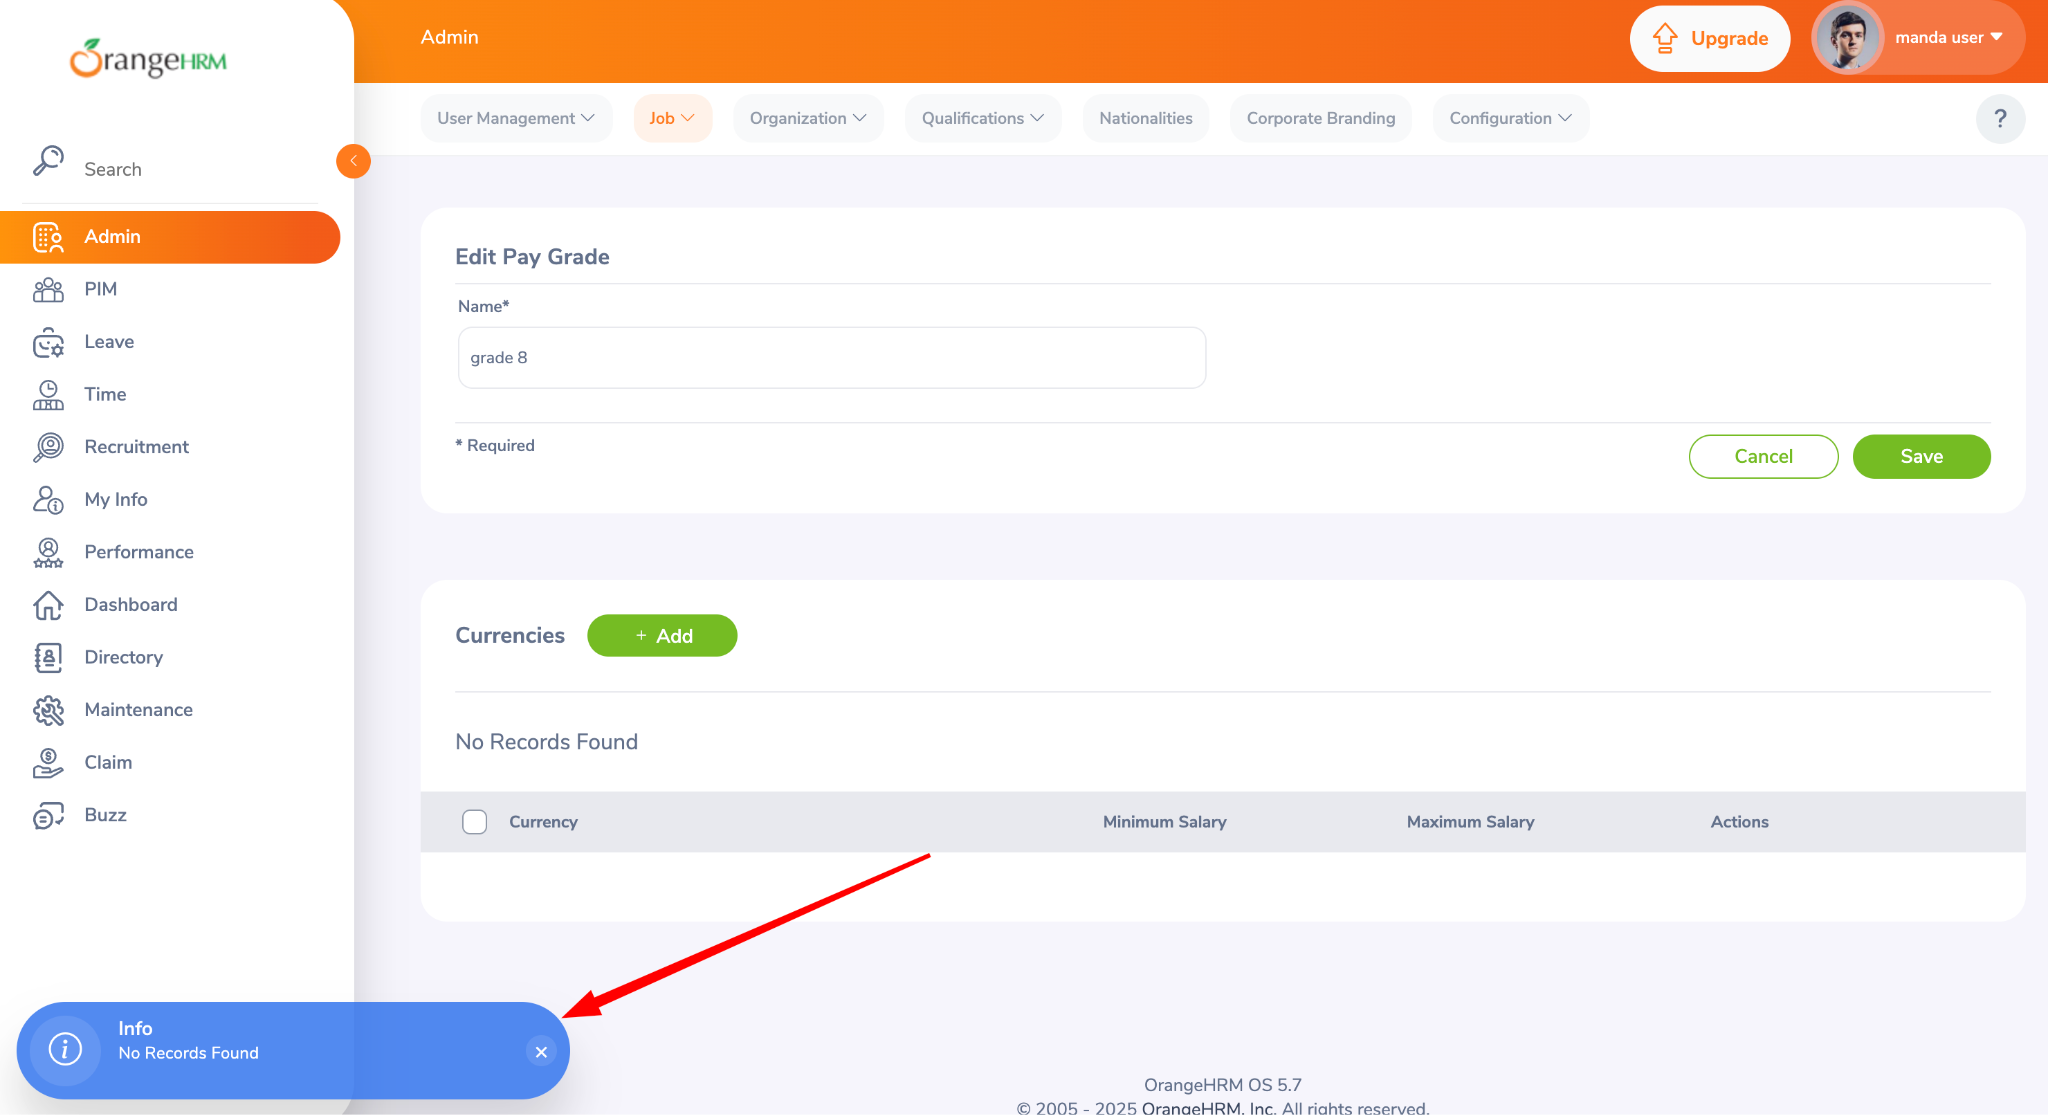 OrangeHRM
Admin
Upgrade
manda user
User Management
Job
Organization
Qualifications
Nationalities
Corporate Branding
Configuration
?
Search
Admin
PIM
Leave
Time
Recruitment
My Info
Performance
Dashboard
Directory
Maintenance
Claim
Buzz
Edit Pay Grade
Name*
grade 8
* Required
Cancel
Save
Currencies
+ Add
No Records Found
Currency Minimum Salary Maximum Salary Actions
Info
No Records Found
OrangeHRM OS 5.7
© 2005 - 2025 OrangeHRM, Inc. All rights reserved.